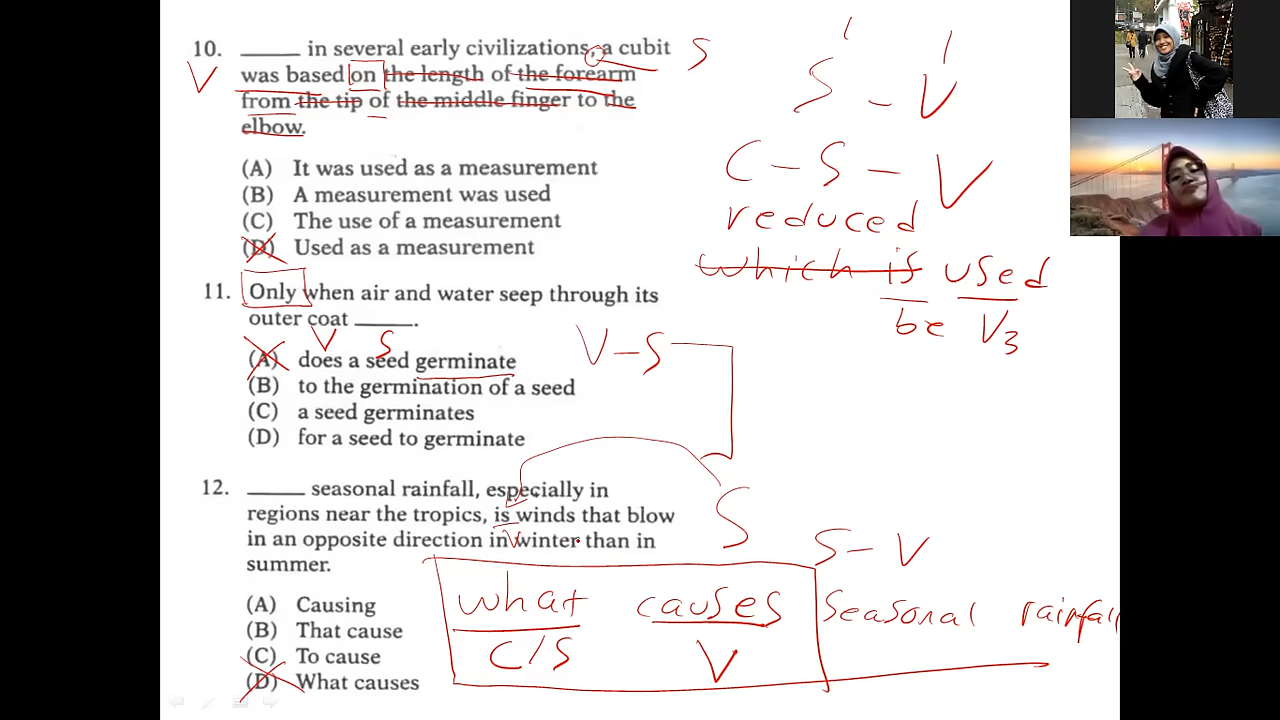 10. _____ in several early civilizations, a cubit
was based on the length of the forearm
from the tip of the middle finger to the
elbow.
(A) It was used as a measurement
(B) A measurement was used
(C) The use of a measurement
(D) Used as a measurement
11. Only when air and water seep through its
outer coat _____.
(A) does a seed germinate
(B) to the germination of a seed
(C) a seed germinates
(D) for a seed to germinate
12. _____ seasonal rainfall, especially in
regions near the tropics, is winds that blow
in an opposite direction in winter than in
summer.
(A) Causing
(B) That cause
(C) To cause
(D) What causes
V
S
S - V
C - S - V
reduced
which is used
be V3
V S
V - S
S
V
S - V
what causes seasonal rainfall
C/S V